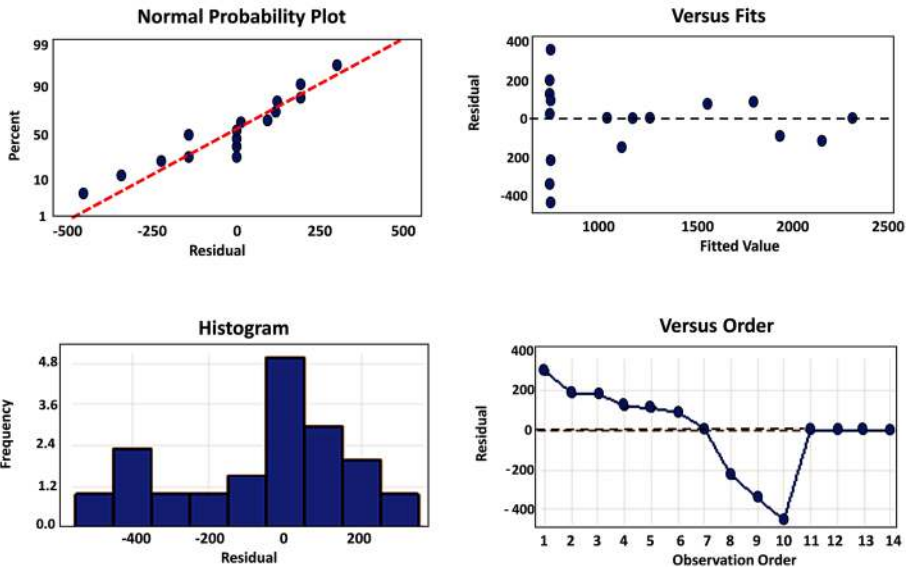 Normal Probability Plot
99
90
50
10
1
Percent
-500
-250
0
250
500
Residual
Versus Fits
400
200
0
200
-400
Residual
1000
1500
2000
2500
Fitted Value
Histogram
4.8
3.6
2.4
1.2
0.0
Frequency
-400
-200
0
200
Residual
Versus Order
400
200
0
-200
-400
Residual
1 2 3 4 5 6 7 8 9 10 11 12 13 14
Observation Order